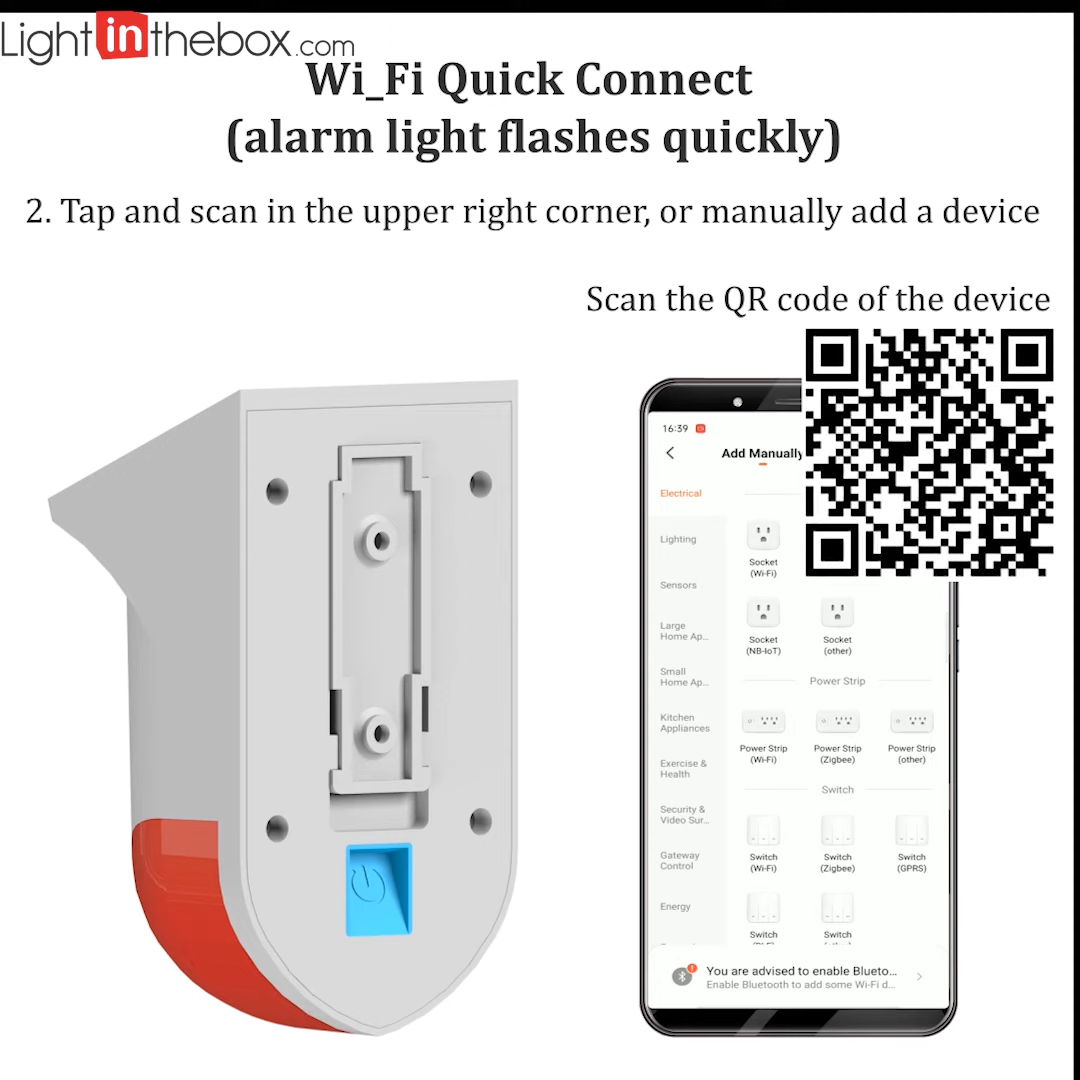 Light in thebox.com
Wi_Fi Quick Connect
(alarm light flashes quickly)
2. Tap and scan in the upper right corner, or manually add a device
Scan the QR code of the device
16:39
Add Manually
Electrical
Lighting
Sensors
Large
Home Ap...
Small
Home Ap...
Kitchen
Appliances
Exercise &
Health
Security &
Video Sur...
Gateway
Control
Energy
Socket
(Wi-Fi)
Socket
(NB-IoT)
Socket
(other)
Power Strip
Power Strip
(Wi-Fi)
Power Strip
(Zigbee)
Power Strip
(other)
Switch
Switch
(Wi-Fi)
Switch
(Zigbee)
Switch
(GPRS)
Switch
Switch
You are advised to enable Blueto...
Enable Bluetooth to add some Wi-Fi d...